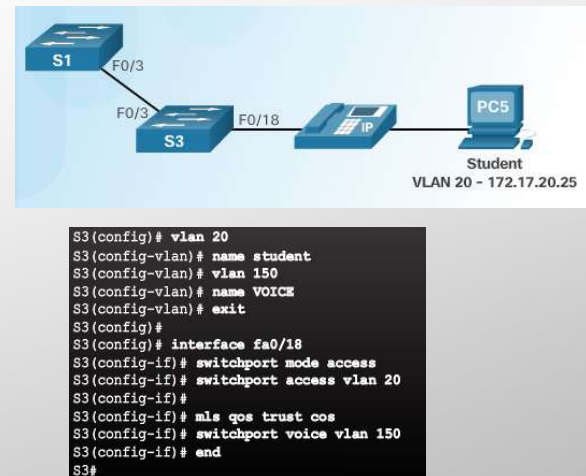 S1
F0/3
F0/3
S3
F0/18
IP
PC5
Student
VLAN 20 - 172.17.20.25
S3(config)# vlan 20
S3(config-vlan)# name student
S3(config-vlan)# vlan 150
S3(config-vlan)# name VOICE
S3(config-vlan)# exit
S3(config)#
S3(config)# interface fa0/18
S3(config-if)# switchport mode access
S3(config-if)# switchport access vlan 20
S3(config-if)#
S3(config-if)# mls qos trust cos
S3(config-if)# switchport voice vlan 150
S3(config-if)# end
S3#